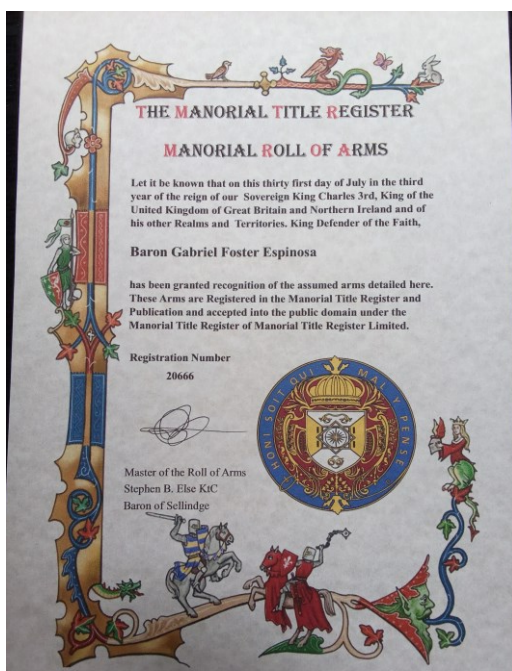 THE MANORIAL TITLE REGISTER
MANORIAL ROLL OF ARMS
Let it be known that on this thirty first day of July in the third
year of the reign of our Sovereign King Charles 3rd, King of the
United Kingdom of Great Britain and Northern Ireland and of
his other Realms and Territories. King Defender of the Faith,
Baron Gabriel Foster Espinosa
has been granted recognition of the assumed arms detailed here.
These Arms are Registered in the Manorial Title Register and
Publication and accepted into the public domain under the
Manorial Title Register of Manorial Title Register Limited.
Registration Number
20666
HONI SOIT QUI MAL Y PENSE
Master of the Roll of Arms
Stephen B. Else KtC
Baron of Sellindge